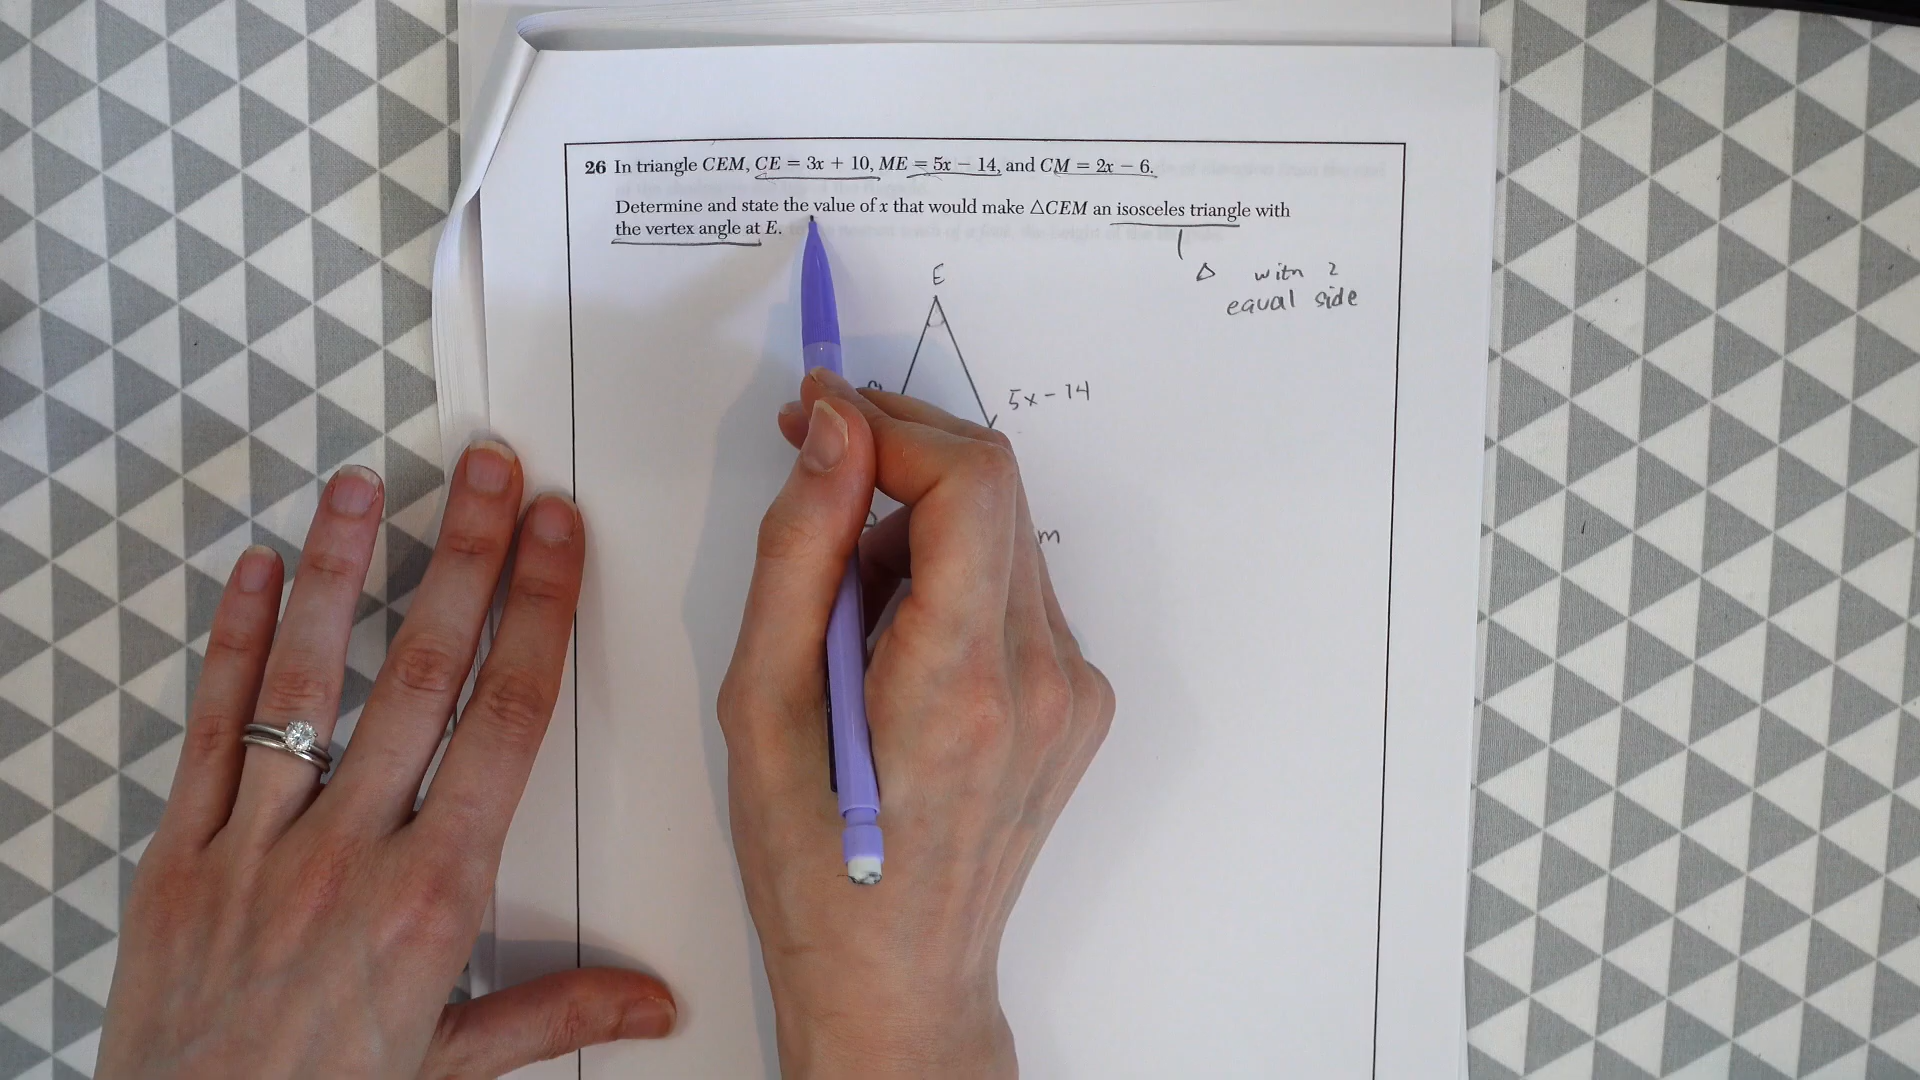 26 In triangle CEM, CE = 3x + 10, ME = 5x − 14, and CM = 2x − 6.
Determine and state the value of x that would make △CEM an isosceles triangle with
the vertex angle at E.
E
△ with 2
equal side
5x − 14
m